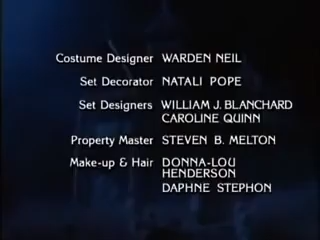 Costume Designer WARDEN NEIL
Set Decorator NATALI POPE
Set Designers WILLIAM J. BLANCHARD
CAROLINE QUINN
Property Master STEVEN B. MELTON
Make-up & Hair DONNA-LOU
HENDERSON
DAPHNE STEPHON